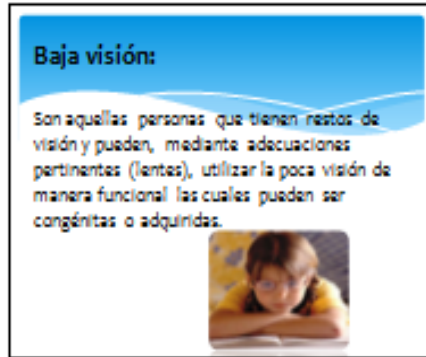 Baja visión:
Son aquellas personas que tienen restos de
visión y pueden, mediante adecuaciones
pertinentes (lentes), utilizar la poca visión de
manera funcional las cuales pueden ser
congénitas o adquiridas.